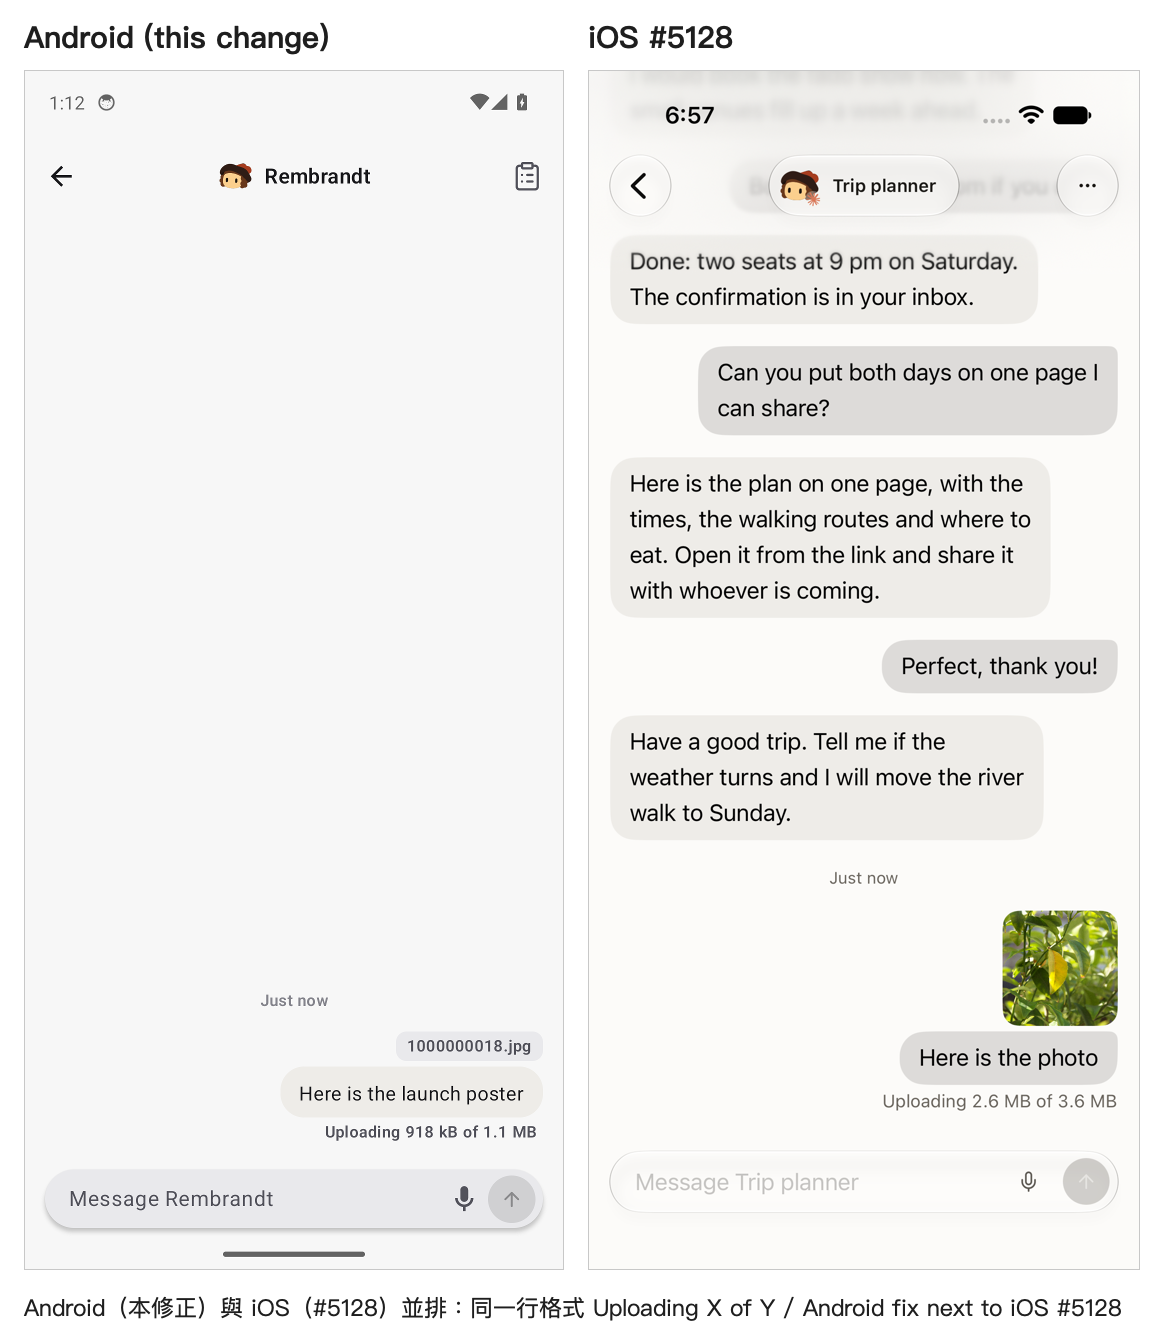 Android (this change)
1:12
Rembrandt
Just now
1000000018.jpg
Here is the launch poster
Uploading 918 kB of 1.1 MB
Message Rembrandt
iOS #5128
6:57
Trip planner
Done: two seats at 9 pm on Saturday.
The confirmation is in your inbox.
Can you put both days on one page I
can share?
Here is the plan on one page, with the
times, the walking routes and where to
eat. Open it from the link and share it
with whoever is coming.
Perfect, thank you!
Have a good trip. Tell me if the
weather turns and I will move the river
walk to Sunday.
Just now
Here is the photo
Uploading 2.6 MB of 3.6 MB
Message Trip planner
Android（本修正）與 iOS（#5128）並排：同一行格式 Uploading X of Y / Android fix next to iOS #5128